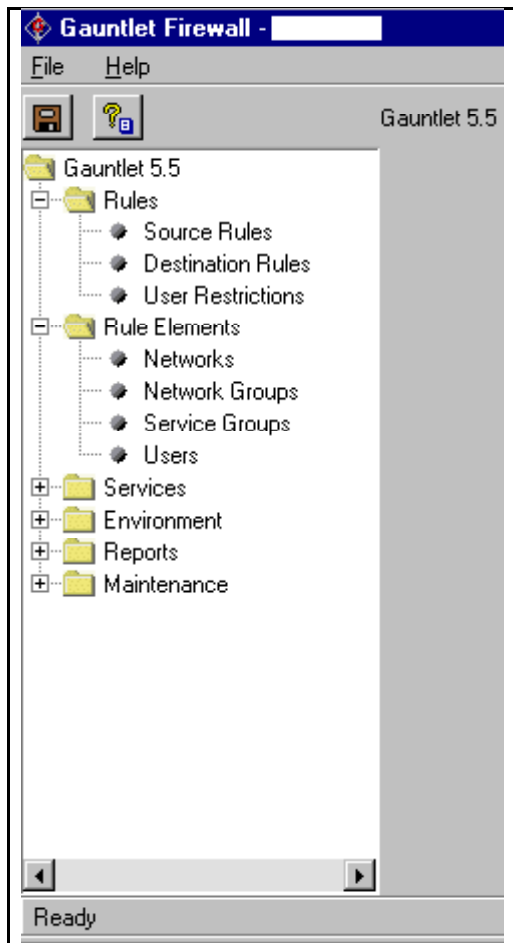 Gauntlet Firewall -
File Help
Gauntlet 5.5
Gauntlet 5.5
Rules
Source Rules
Destination Rules
User Restrictions
Rule Elements
Networks
Network Groups
Service Groups
Users
Services
Environment
Reports
Maintenance
Ready